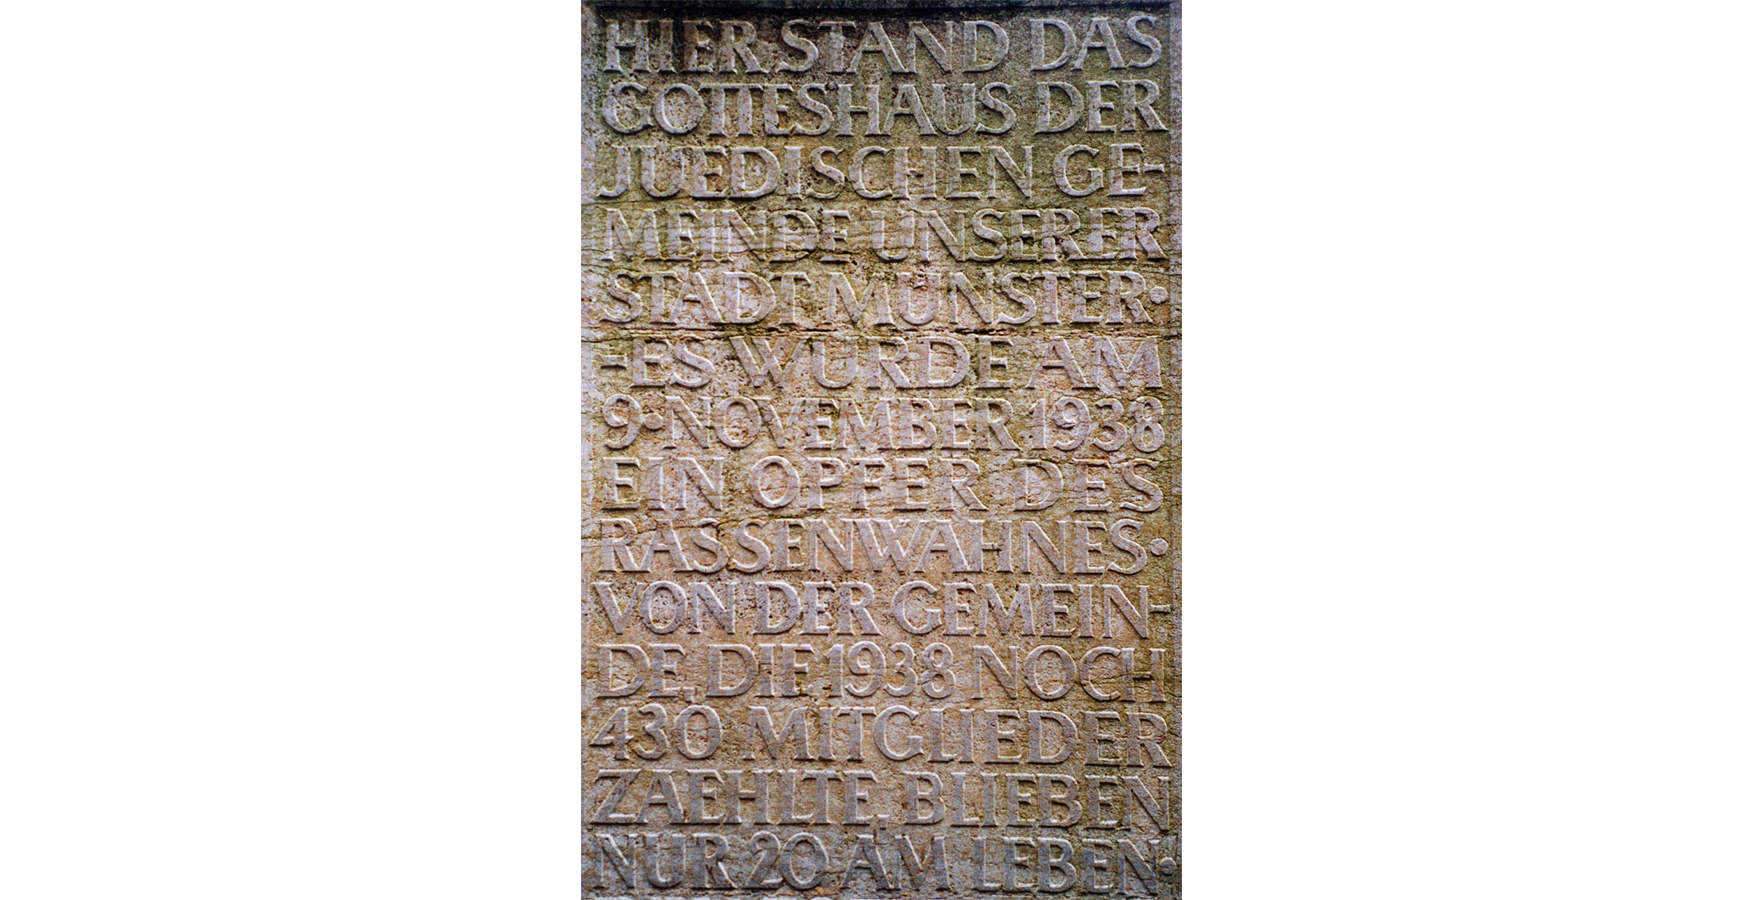 HIER STAND DAS
GOTTESHAUS DER
JUEDISCHEN GE-
MEINDE UNSERER
STADT MUNSTER·
-ES WURDE AM
9·NOVEMBER 1938
EIN OPFER DES
RASSENWAHNES·
VON DER GEMEIN-
DE, DIE 1938 NOCH
430 MITGLIEDER
ZAEHLTE, BLIEBEN
NUR 20 AM LEBEN·